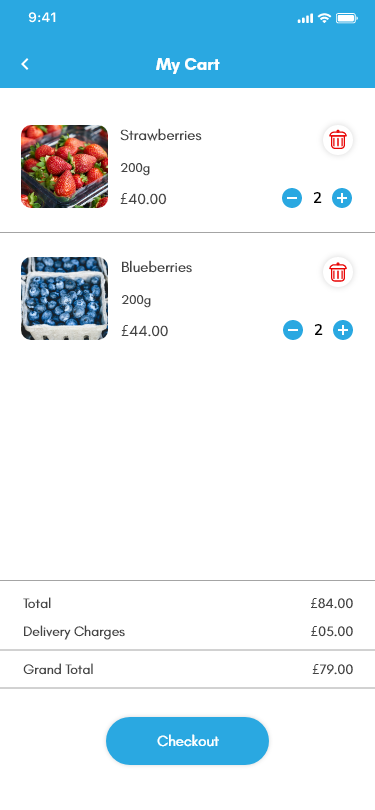 9:41
My Cart
Strawberries
200g
£40.00
2
Blueberries
200g
£44.00
2
Total £84.00
Delivery Charges £05.00
Grand Total £79.00
Checkout